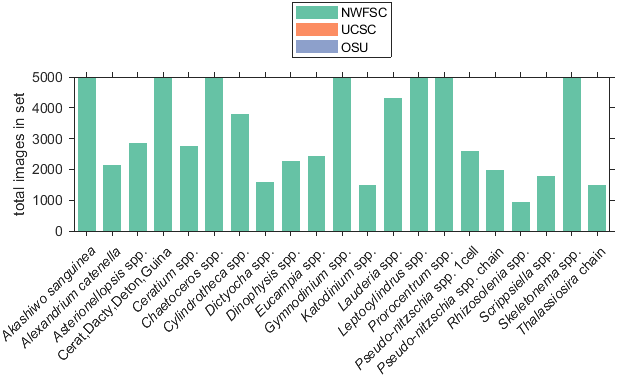 NWFSC
UCSC
OSU
total images in set
5000
4000
3000
2000
1000
0
Akashiwo sanguinea
Alexandrium catenella
Asterionellopsis spp.
Cerat,Dacty,Deton,Guina
Ceratium spp.
Chaetoceros spp.
Cylindrotheca spp.
Dictyocha spp.
Dinophysis spp.
Eucampia spp.
Gymnodinium spp.
Katodinium spp.
Lauderia spp.
Leptocylindrus spp.
Prorocentrum spp.
Pseudo-nitzschia spp. 1cell
Pseudo-nitzschia spp. chain
Rhizosolenia spp.
Scrippsiella spp.
Skeletonema spp.
Thalassiosira chain